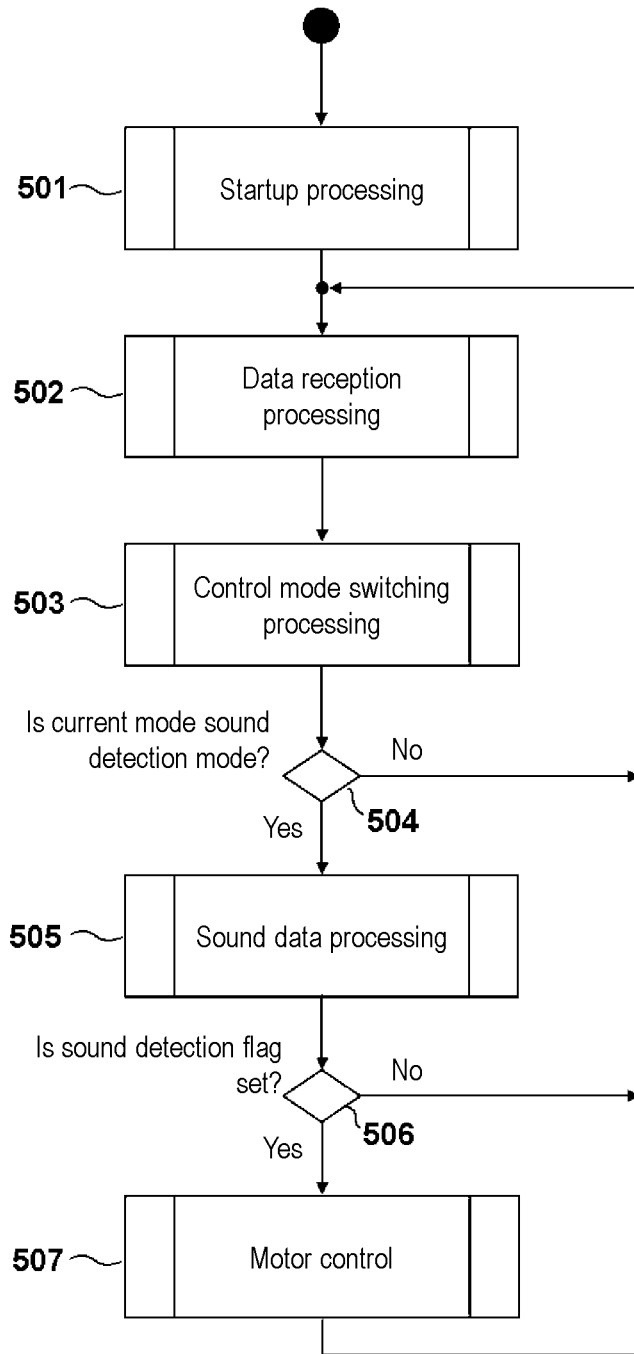 501
Startup processing
502
Data reception
processing
503
Control mode switching
processing
Is current mode sound
detection mode?
No
504
Yes
505
Sound data processing
Is sound detection flag
set?
No
506
Yes
507
Motor control